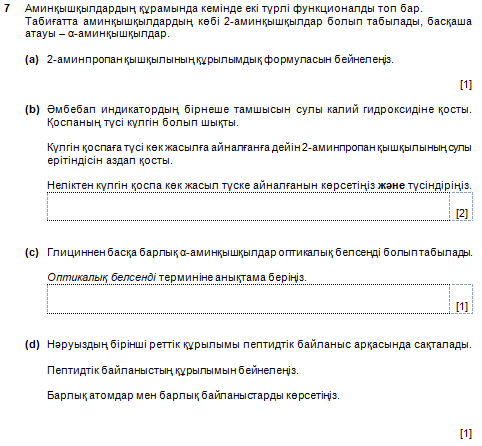 7 Аминқышқылдардың құрамында кемінде екі түрлі функционалды топ бар.
Табиғатта аминқышқылдардың көбі 2-аминқышқылдар болып табылады, басқаша
атауы – α-аминқышқылдар.
(a) 2-аминпропан қышқылының құрылымдық формуласын бейнелеңіз.
[1]
(b) Әмбебап индикатордың бірнеше тамшысын сулы калий гидроксидіне қосты.
Қоспаның түсі күлгін болып шықты.
Күлгін қоспаға түсі көк жасылға айналғанға дейін 2-аминпропан қышқылының сулы
ерітіндісін аздап қосты.
Неліктен күлгін қоспа көк жасыл түске айналғанын көрсетіңіз және түсіндіріңіз.
[2]
(c) Глициннен басқа барлық α-аминқышқылдар оптикалық белсенді болып табылады.
Оптикалық белсенді терминіне анықтама беріңіз.
[1]
(d) Нәруыздың бірінші реттік құрылымы пептидтік байланыс арқасында сақталады.
Пептидтік байланыстың құрылымын бейнелеңіз.
Барлық атомдар мен барлық байланыстарды көрсетіңіз.
[1]